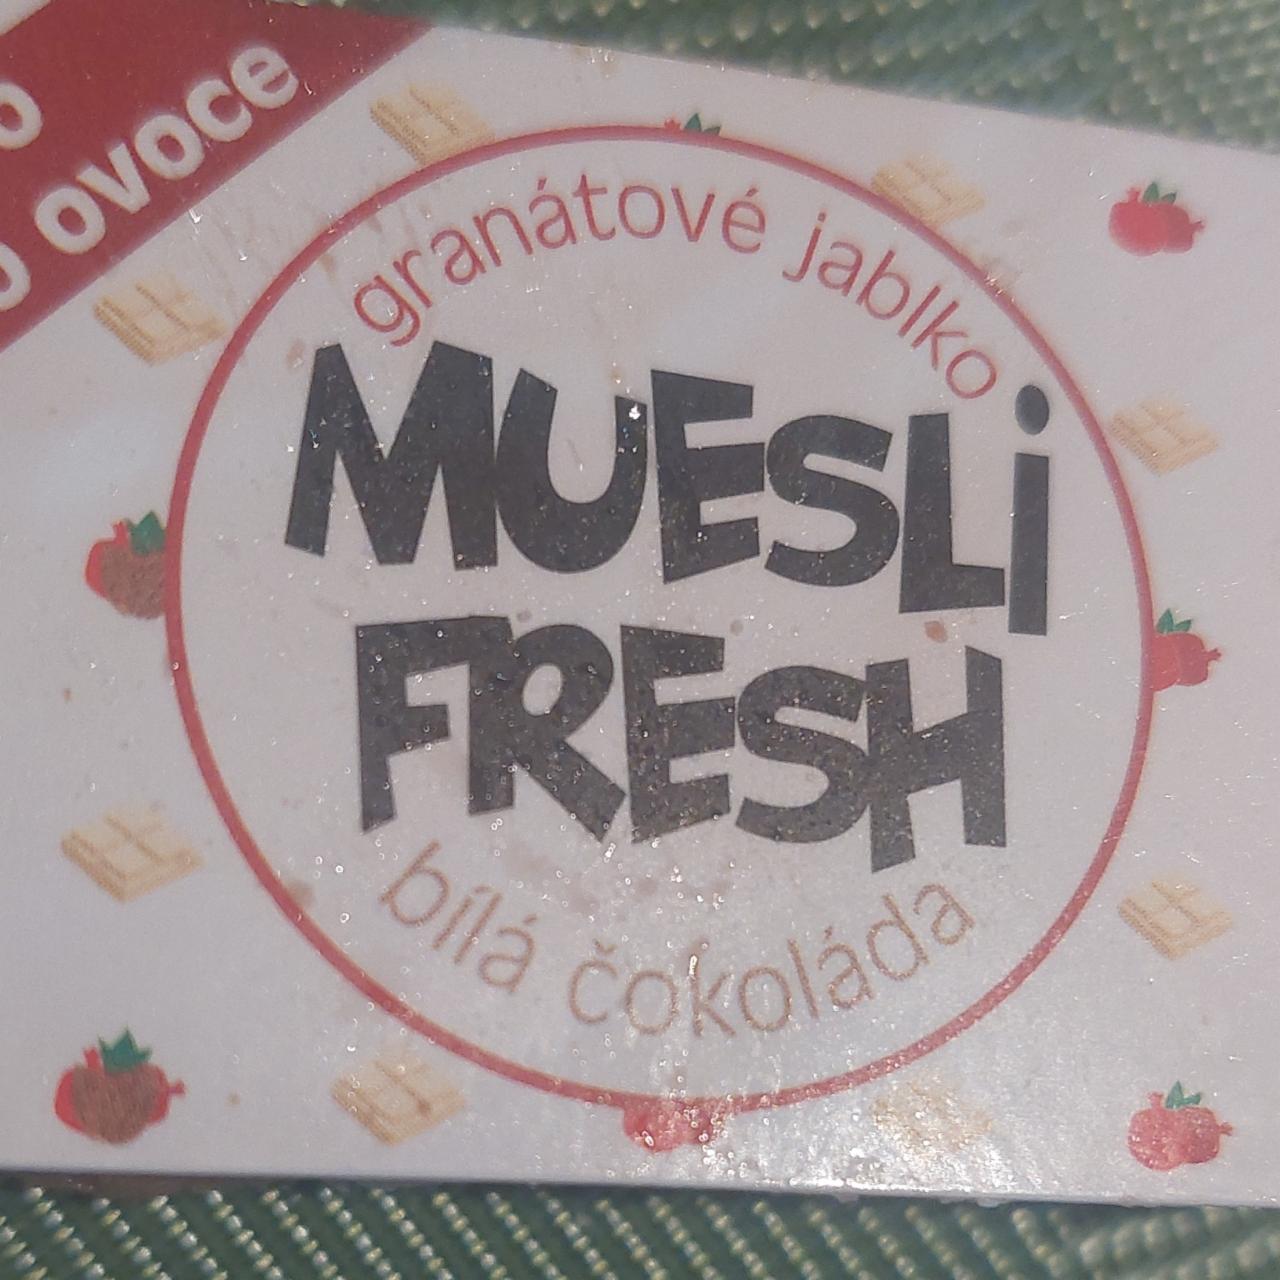 ovoce
granátové jablko
MUESLi
FRESH
bílá čokoláda